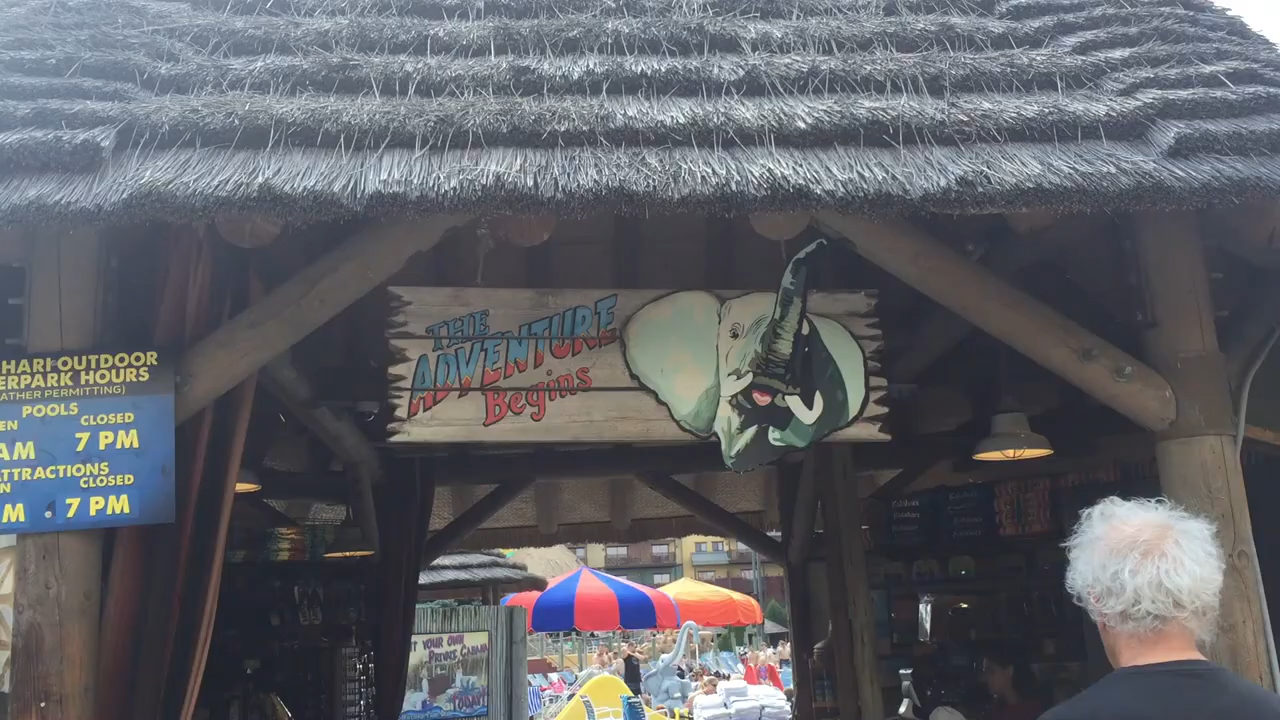 THE
ADVENTURE
Begins
HARI OUTDOOR
ERPARK HOURS
ATHER PERMITTING)
POOLS
EN CLOSED
AM 7 PM
ATTRACTIONS
N CLOSED
M 7 PM
T YOUR OWN
PRIVATE CABANA
TODAY